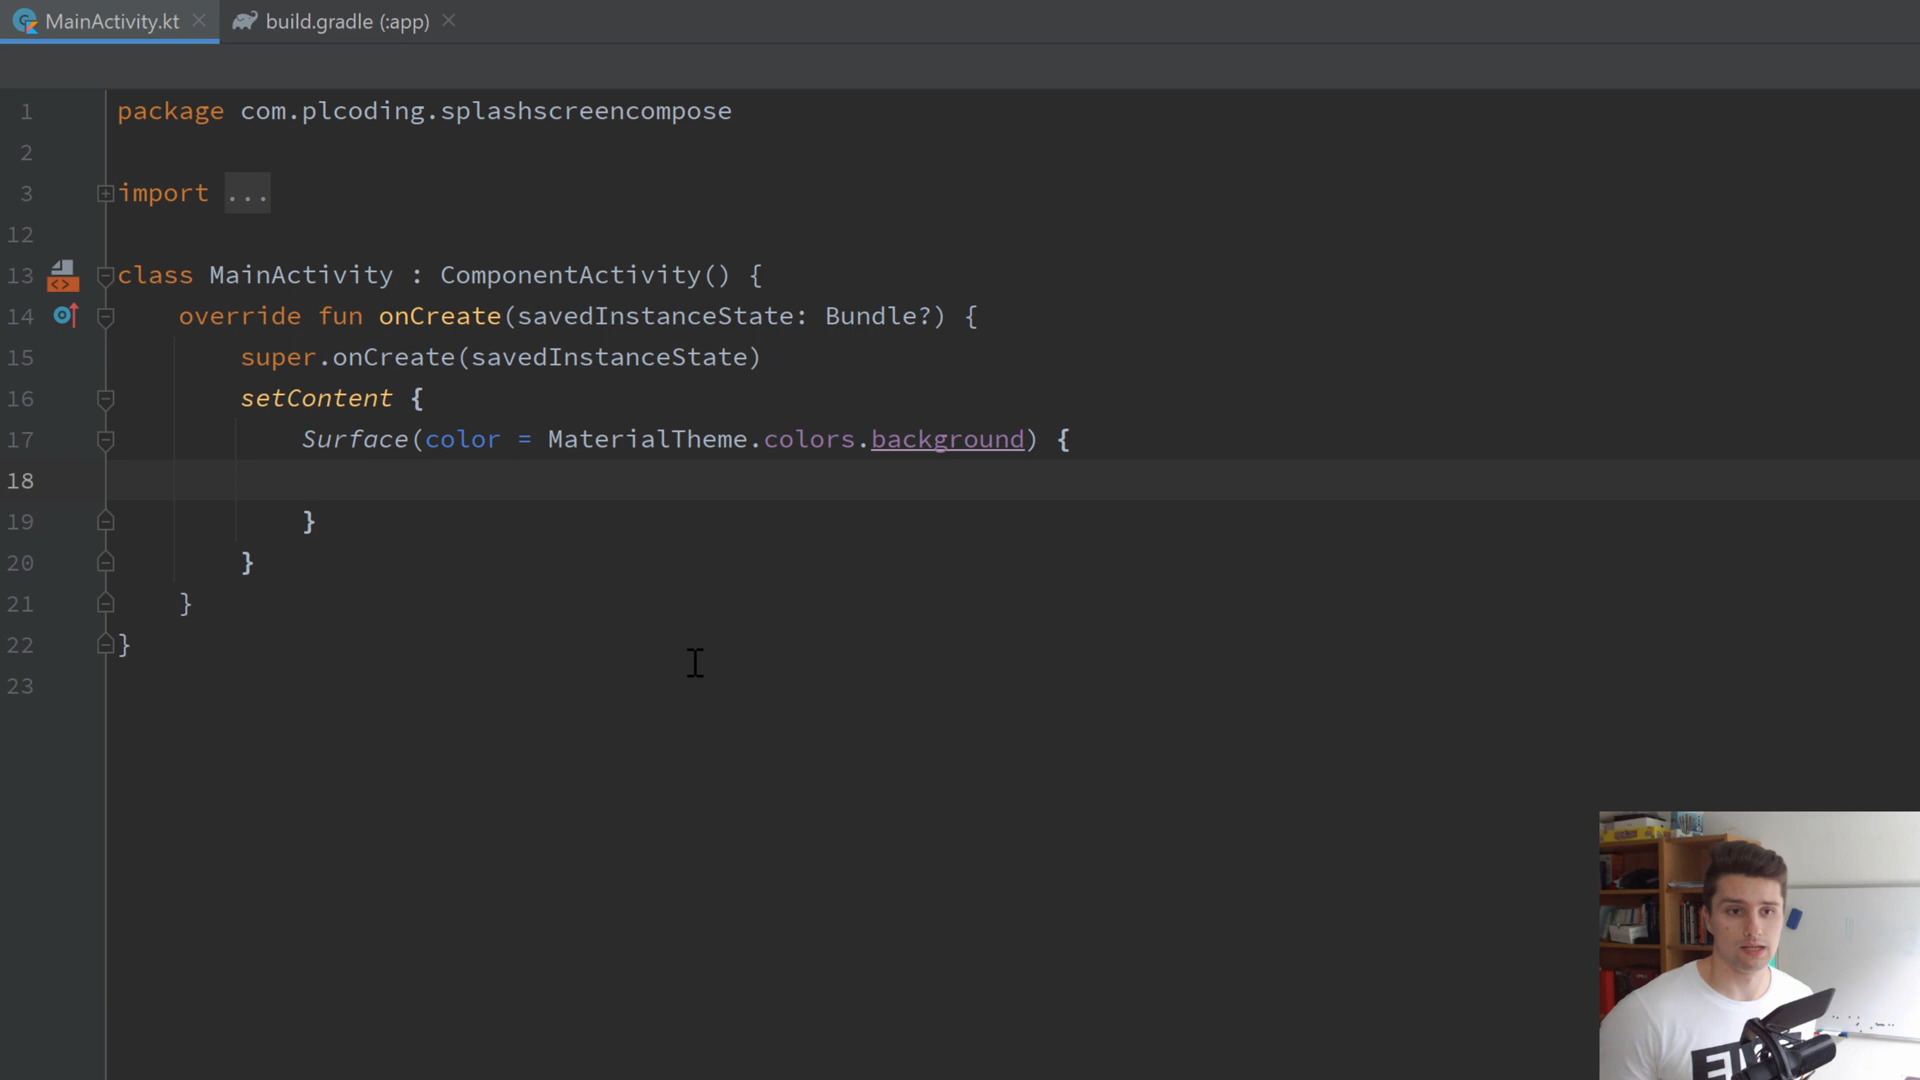 MainActivity.kt
build.gradle (:app)
1 package com.plcoding.splashscreencompose
2
3 import ...
12
13 class MainActivity : ComponentActivity() {
14 override fun onCreate(savedInstanceState: Bundle?) {
15 super.onCreate(savedInstanceState)
16 setContent {
17 Surface(color = MaterialTheme.colors.background) {
18
19 }
20 }
21 }
22 }
23